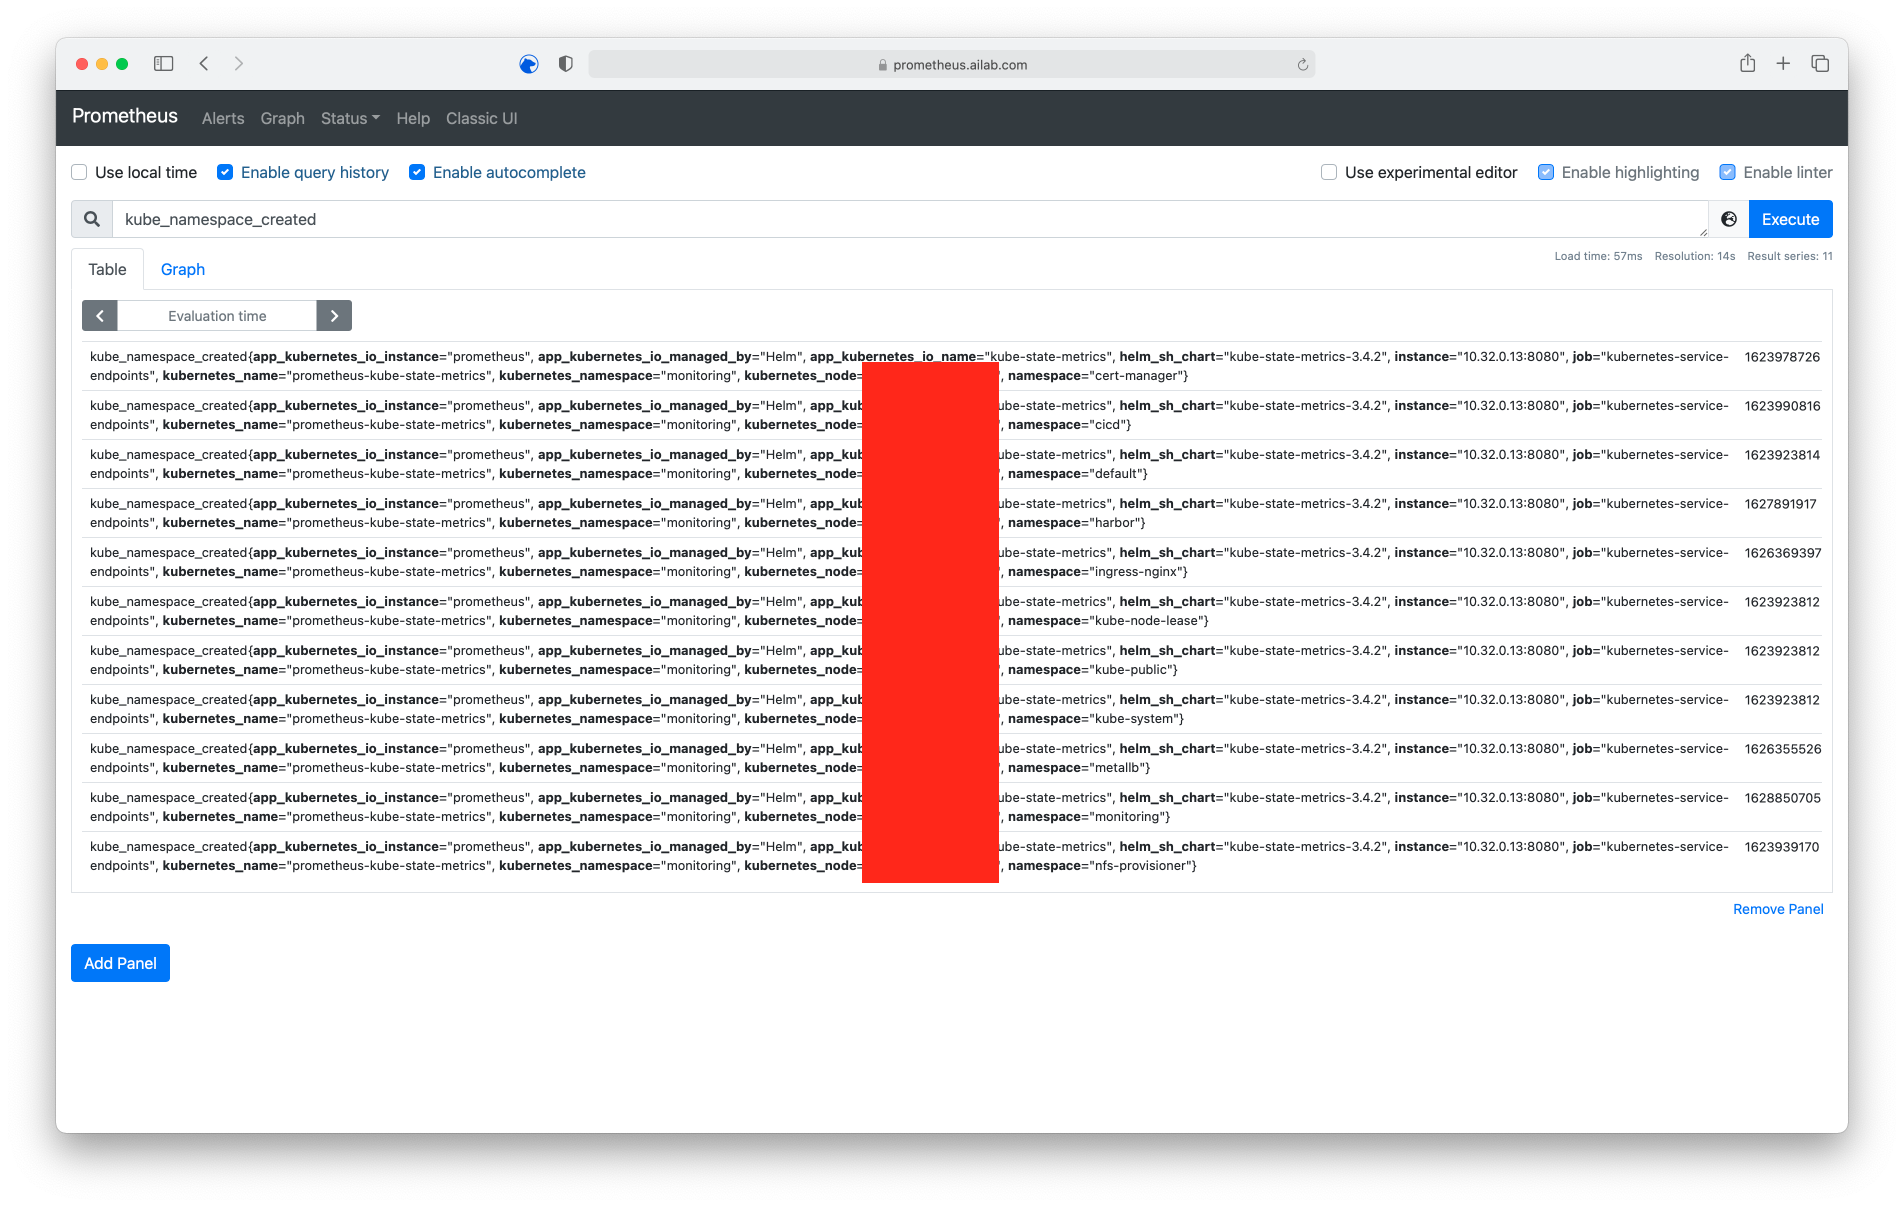 prometheus.ailab.com
Prometheus Alerts Graph Status Help Classic UI
Use local time Enable query history Enable autocomplete Use experimental editor Enable highlighting Enable linter
kube_namespace_created Execute
Table Graph Load time: 57ms Resolution: 14s Result series: 11
Evaluation time
kube_namespace_created{app_kubernetes_io_instance="prometheus", app_kubernetes_io_managed_by="Helm", app_kubernetes_io_name="kube-state-metrics", helm_sh_chart="kube-state-metrics-3.4.2", instance="10.32.0.13:8080", job="kubernetes-service- 1623978726
endpoints", kubernetes_name="prometheus-kube-state-metrics", kubernetes_namespace="monitoring", kubernetes_node= ", namespace="cert-manager"}
kube_namespace_created{app_kubernetes_io_instance="prometheus", app_kubernetes_io_managed_by="Helm", app_kub ube-state-metrics", helm_sh_chart="kube-state-metrics-3.4.2", instance="10.32.0.13:8080", job="kubernetes-service- 1623990816
endpoints", kubernetes_name="prometheus-kube-state-metrics", kubernetes_namespace="monitoring", kubernetes_node= ", namespace="cicd"}
kube_namespace_created{app_kubernetes_io_instance="prometheus", app_kubernetes_io_managed_by="Helm", app_kub ube-state-metrics", helm_sh_chart="kube-state-metrics-3.4.2", instance="10.32.0.13:8080", job="kubernetes-service- 1623923814
endpoints", kubernetes_name="prometheus-kube-state-metrics", kubernetes_namespace="monitoring", kubernetes_node= ", namespace="default"}
kube_namespace_created{app_kubernetes_io_instance="prometheus", app_kubernetes_io_managed_by="Helm", app_kub ube-state-metrics", helm_sh_chart="kube-state-metrics-3.4.2", instance="10.32.0.13:8080", job="kubernetes-service- 1627891917
endpoints", kubernetes_name="prometheus-kube-state-metrics", kubernetes_namespace="monitoring", kubernetes_node= ", namespace="harbor"}
kube_namespace_created{app_kubernetes_io_instance="prometheus", app_kubernetes_io_managed_by="Helm", app_kub ube-state-metrics", helm_sh_chart="kube-state-metrics-3.4.2", instance="10.32.0.13:8080", job="kubernetes-service- 1626369397
endpoints", kubernetes_name="prometheus-kube-state-metrics", kubernetes_namespace="monitoring", kubernetes_node= ", namespace="ingress-nginx"}
kube_namespace_created{app_kubernetes_io_instance="prometheus", app_kubernetes_io_managed_by="Helm", app_kub ube-state-metrics", helm_sh_chart="kube-state-metrics-3.4.2", instance="10.32.0.13:8080", job="kubernetes-service- 1623923812
endpoints", kubernetes_name="prometheus-kube-state-metrics", kubernetes_namespace="monitoring", kubernetes_node= ", namespace="kube-node-lease"}
kube_namespace_created{app_kubernetes_io_instance="prometheus", app_kubernetes_io_managed_by="Helm", app_kub ube-state-metrics", helm_sh_chart="kube-state-metrics-3.4.2", instance="10.32.0.13:8080", job="kubernetes-service- 1623923812
endpoints", kubernetes_name="prometheus-kube-state-metrics", kubernetes_namespace="monitoring", kubernetes_node= ", namespace="kube-public"}
kube_namespace_created{app_kubernetes_io_instance="prometheus", app_kubernetes_io_managed_by="Helm", app_kub ube-state-metrics", helm_sh_chart="kube-state-metrics-3.4.2", instance="10.32.0.13:8080", job="kubernetes-service- 1623923812
endpoints", kubernetes_name="prometheus-kube-state-metrics", kubernetes_namespace="monitoring", kubernetes_node= ", namespace="kube-system"}
kube_namespace_created{app_kubernetes_io_instance="prometheus", app_kubernetes_io_managed_by="Helm", app_kub ube-state-metrics", helm_sh_chart="kube-state-metrics-3.4.2", instance="10.32.0.13:8080", job="kubernetes-service- 1626355526
endpoints", kubernetes_name="prometheus-kube-state-metrics", kubernetes_namespace="monitoring", kubernetes_node= ", namespace="metallb"}
kube_namespace_created{app_kubernetes_io_instance="prometheus", app_kubernetes_io_managed_by="Helm", app_kub ube-state-metrics", helm_sh_chart="kube-state-metrics-3.4.2", instance="10.32.0.13:8080", job="kubernetes-service- 1628850705
endpoints", kubernetes_name="prometheus-kube-state-metrics", kubernetes_namespace="monitoring", kubernetes_node= ", namespace="monitoring"}
kube_namespace_created{app_kubernetes_io_instance="prometheus", app_kubernetes_io_managed_by="Helm", app_kub ube-state-metrics", helm_sh_chart="kube-state-metrics-3.4.2", instance="10.32.0.13:8080", job="kubernetes-service- 1623939170
endpoints", kubernetes_name="prometheus-kube-state-metrics", kubernetes_namespace="monitoring", kubernetes_node= ", namespace="nfs-provisioner"}
Remove Panel
Add Panel